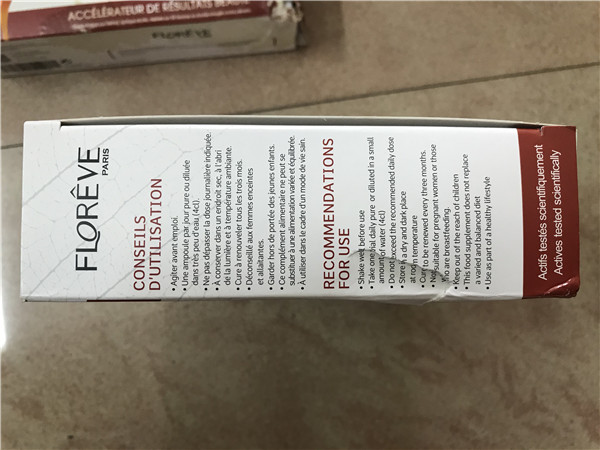 ACCÉLÉRATEUR DE RÉSULTATS BEAUTÉ
FLORÊVE
PARIS
CONSEILS
D'UTILISATION
• Agiter avant emploi.
• Une ampoule par jour pure ou diluée
dans très peu d'eau (4cl).
• Ne pas dépasser la dose journalière indiquée.
• À conserver dans un endroit sec, à l'abri
de la lumière et à température ambiante.
• Cure à renouveler tous les trois mois.
• Déconseillé aux femmes enceintes
et allaitantes.
• Garder hors de portée des jeunes enfants.
• Ce complément alimentaire ne peut se
substituer à une alimentation variée et équilibrée.
• À utiliser dans le cadre d'un mode de vie sain.
RECOMMENDATIONS
FOR USE
• Shake well before use
• Take one vial daily pure or diluted in a small
amount of water (4cl)
• Do not exceed the recommended daily dose
• Store in a dry and dark place
at room temperature
• Cure to be renewed every three months.
• Not suitable for pregnant women or those
who are breastfeeding
• Keep out of the reach of children
• This food supplement does not replace
a varied and balanced diet
• Use as part of a healthy lifestyle
Actifs testés scientifiquement
Actives tested scientifically